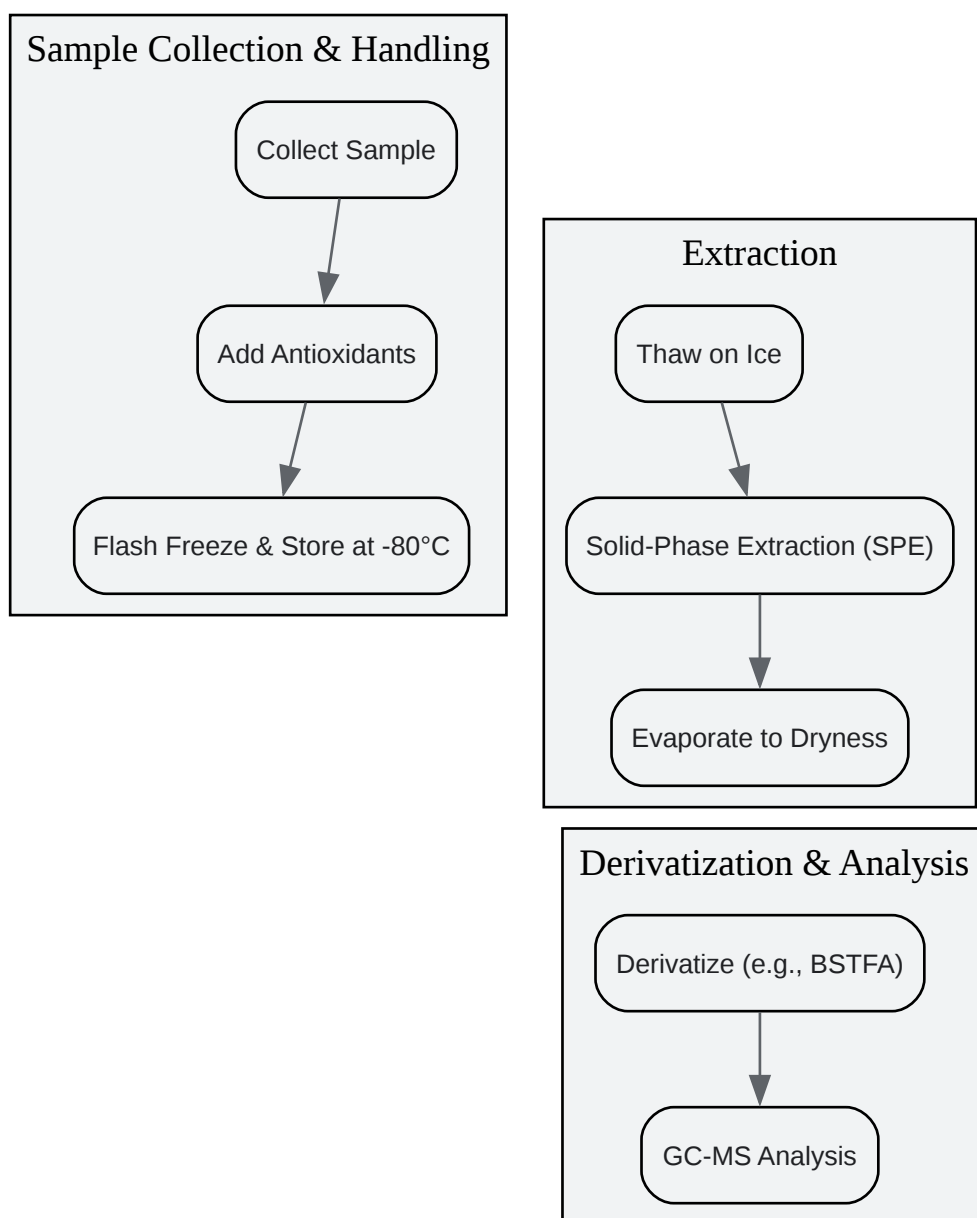 Sample Collection & Handling
Collect Sample
Add Antioxidants
Flash Freeze & Store at -80°C
Extraction
Thaw on Ice
Solid-Phase Extraction (SPE)
Evaporate to Dryness
Derivatization & Analysis
Derivatize (e.g., BSTFA)
GC-MS Analysis